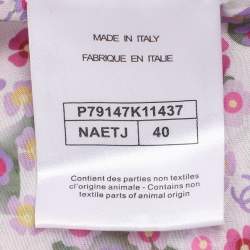 MADE IN ITALY
FABRIQUE EN ITALIE
P79147K11437
NAETJ 40
Contient des parties non textiles
cl'origine animale - Contains non
textile parts of animal origin